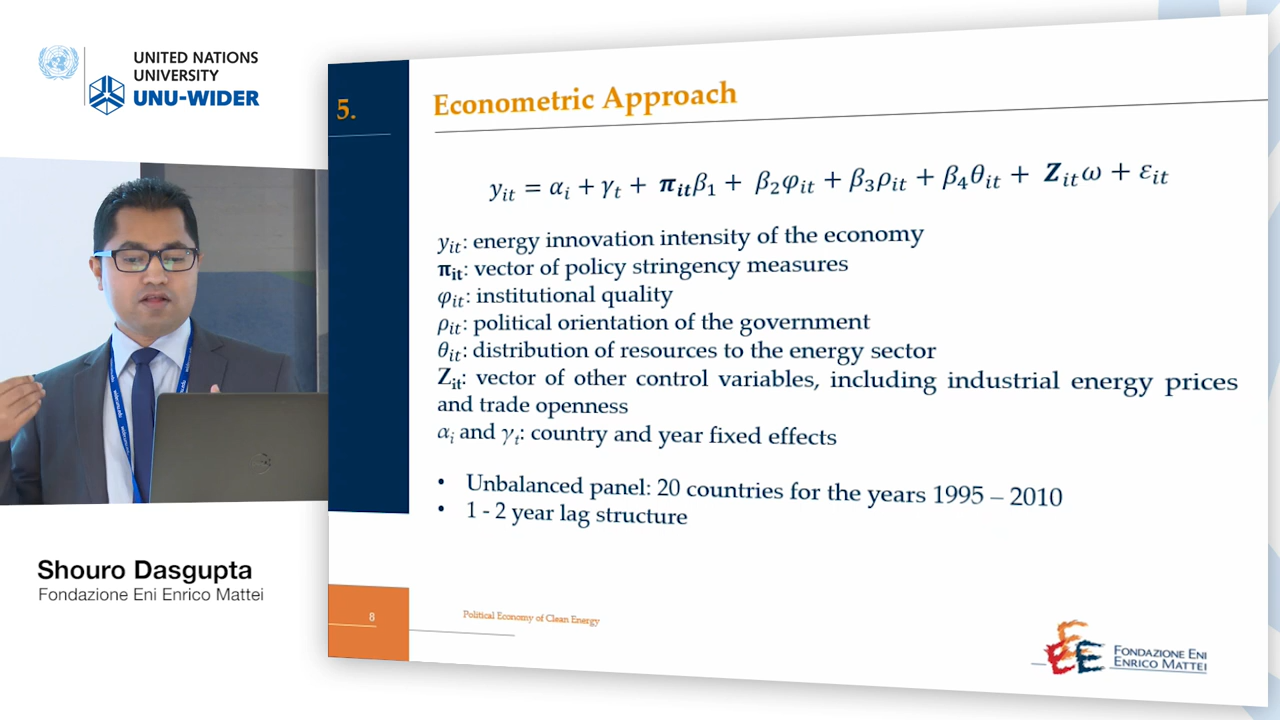 UNITED NATIONS
UNIVERSITY
UNU-WIDER
5.
Econometric Approach
y_it = α_i + γ_t + π_it β_1 + β_2 φ_it + β_3 ρ_it + β_4 θ_it + Z_it ω + ε_it
y_it: energy innovation intensity of the economy
π_it: vector of policy stringency measures
φ_it: institutional quality
ρ_it: political orientation of the government
θ_it: distribution of resources to the energy sector
Z_it: vector of other control variables, including industrial energy prices
and trade openness
α_i and γ_t: country and year fixed effects
• Unbalanced panel: 20 countries for the years 1995 – 2010
• 1 - 2 year lag structure
Shouro Dasgupta
Fondazione Eni Enrico Mattei
8
Political Economy of Clean Energy
FONDAZIONE ENI
ENRICO MATTEI